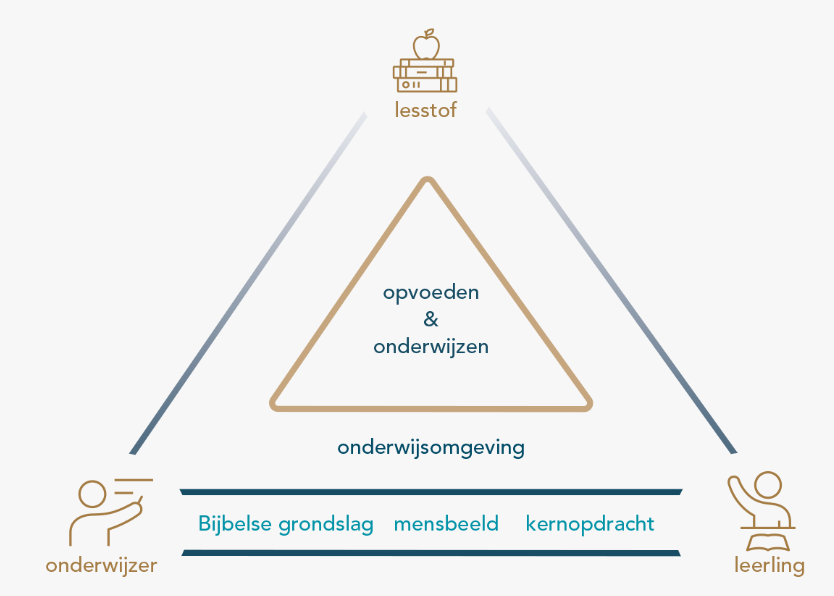 lesstof
opvoeden
&
onderwijzen
onderwijsomgeving
Bijbelse grondslag mensbeeld kernopdracht
onderwijzer
leerling